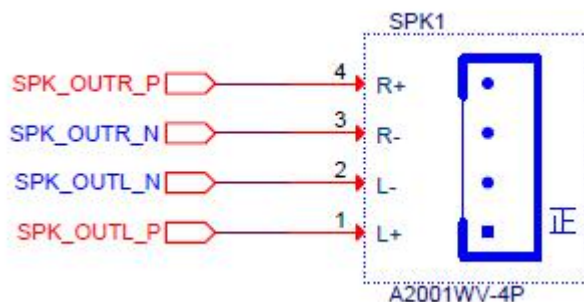 SPK1
SPK_OUTR_P 4 R+
SPK_OUTR_N 3 R-
SPK_OUTL_N 2 L-
SPK_OUTL_P 1 L+ 正
A2001WV-4P